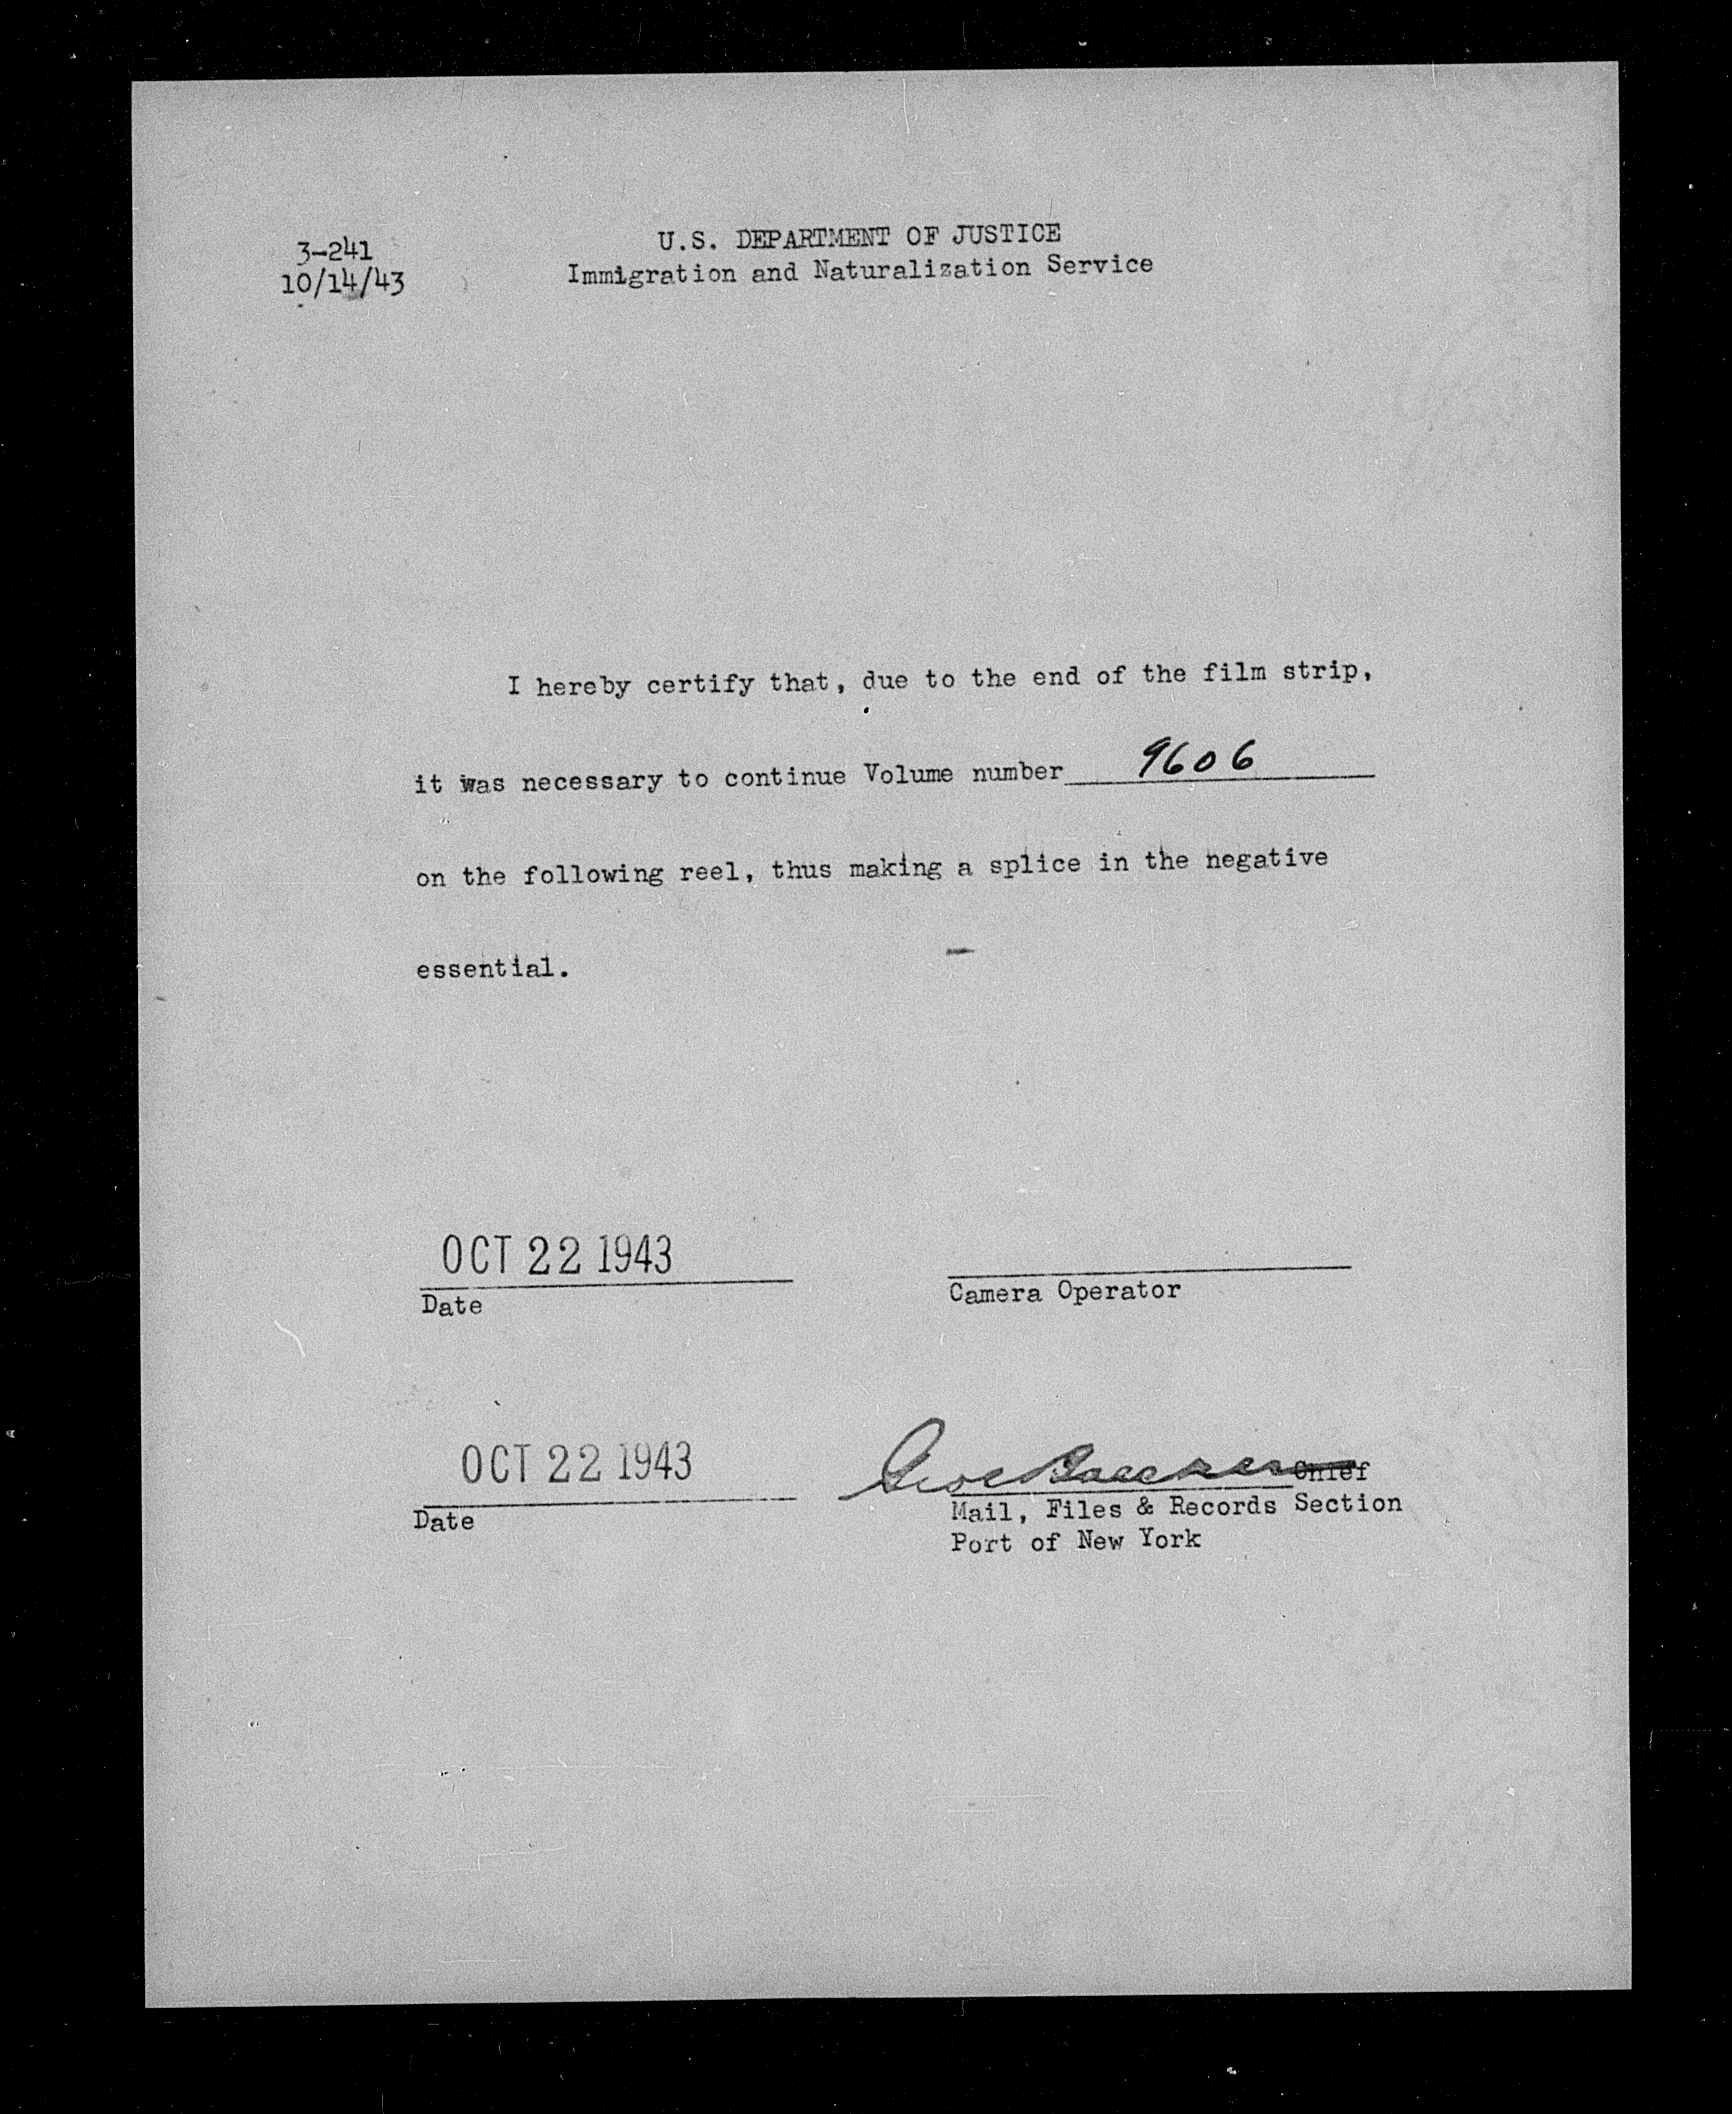 3-241
10/14/43
U.S. DEPARTMENT OF JUSTICE
Immigration and Naturalization Service
I hereby certify that, due to the end of the film strip,
it was necessary to continue Volume number 9606
on the following reel, thus making a splice in the negative
essential.
OCT 22 1943
Date
Camera Operator
OCT 22 1943
Chief
Date
Mail, Files & Records Section
Port of New York